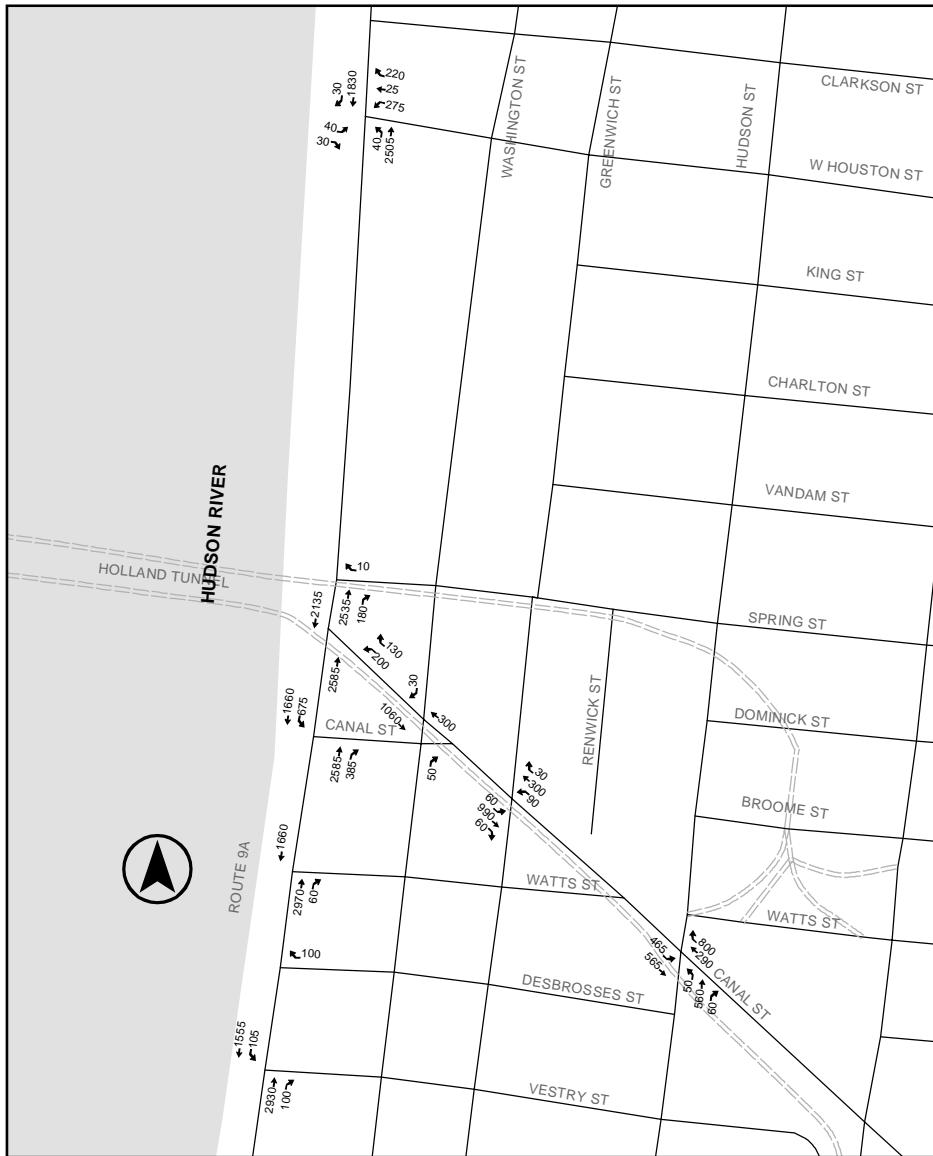 CLARKSON ST
W HOUSTON ST
WASHINGTON ST
GREENWICH ST
HUDSON ST
KING ST
CHARLTON ST
VANDAM ST
SPRING ST
DOMINICK ST
BROOME ST
WATTS ST
RENWICK ST
HUDSON RIVER
HOLLAND TUNNEL
CANAL ST
WATTS ST
CANAL ST
DESBROSSES ST
VESTRY ST
ROUTE 9A
30
1830
220
25
275
40
30
40
2505
10
2135
2535
180
130
200
2585
30
1060
300
1660
675
2585
385
50
30
300
90
60
990
60
1660
2970
60
100
465
565
800
290
50
560
60
1555
105
2930
100